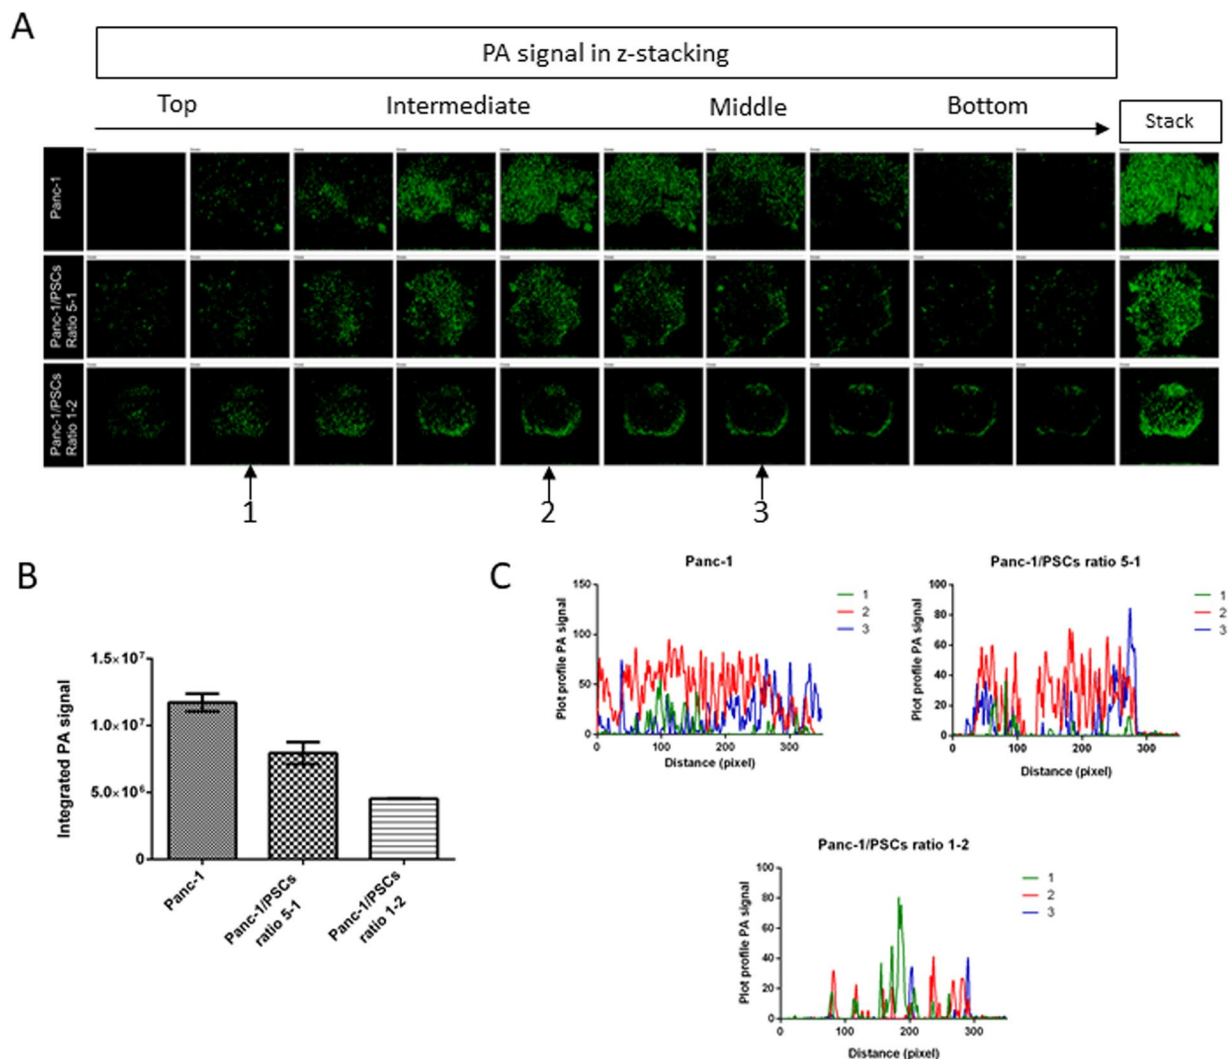 A
PA signal in z-stacking
Top Intermediate Middle Bottom
Stack
Panc-1
Panc-1/PSCs
Ratio 5-1
Panc-1/PSCs
Ratio 1-2
1 2 3
B
Integrated PA signal
1.5×10⁷
1.0×10⁷
5.0×10⁶
0
Panc-1
Panc-1/PSCs
ratio 5-1
Panc-1/PSCs
ratio 1-2
C
Panc-1
Plot profile PA signal
150
100
50
0
0 100 200 300
Distance (pixel)
1
2
3
Panc-1/PSCs ratio 5-1
Plot profile PA signal
100
80
60
40
20
0
0 100 200 300
Distance (pixel)
1
2
3
Panc-1/PSCs ratio 1-2
Plot profile PA signal
100
80
60
40
20
0
0 100 200 300
Distance (pixel)
1
2
3